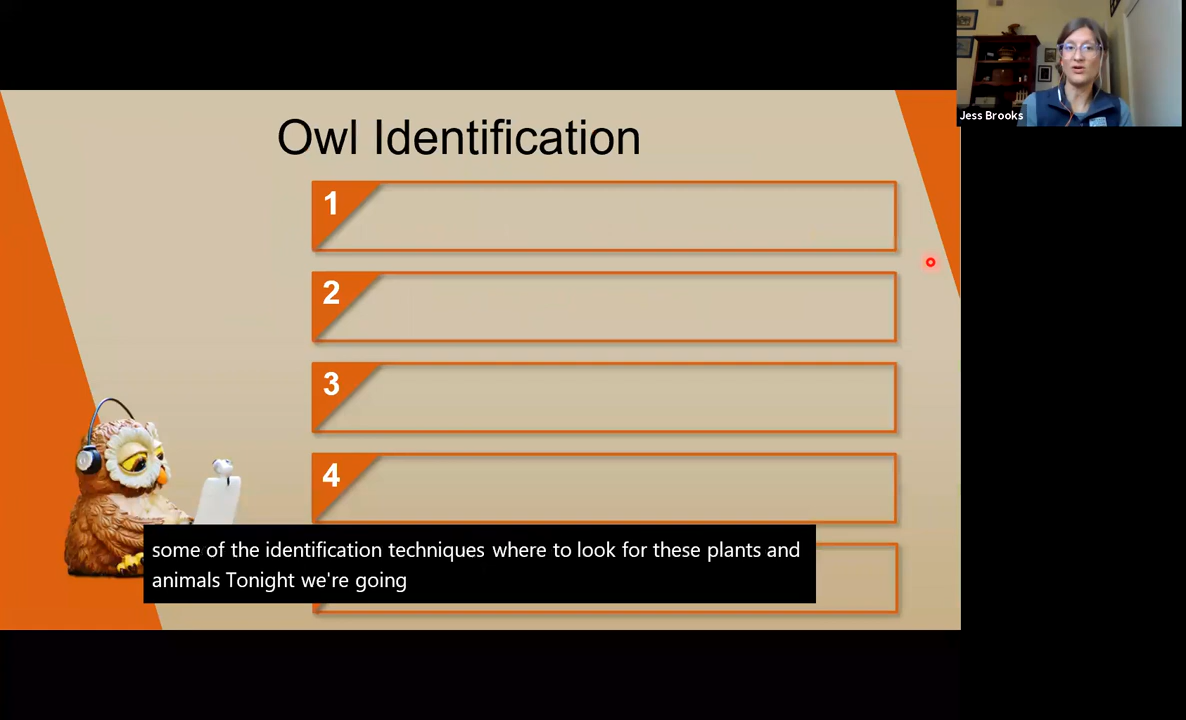 Jess Brooks
Owl Identification
1
2
3
4
some of the identification techniques where to look for these plants and
animals Tonight we're going